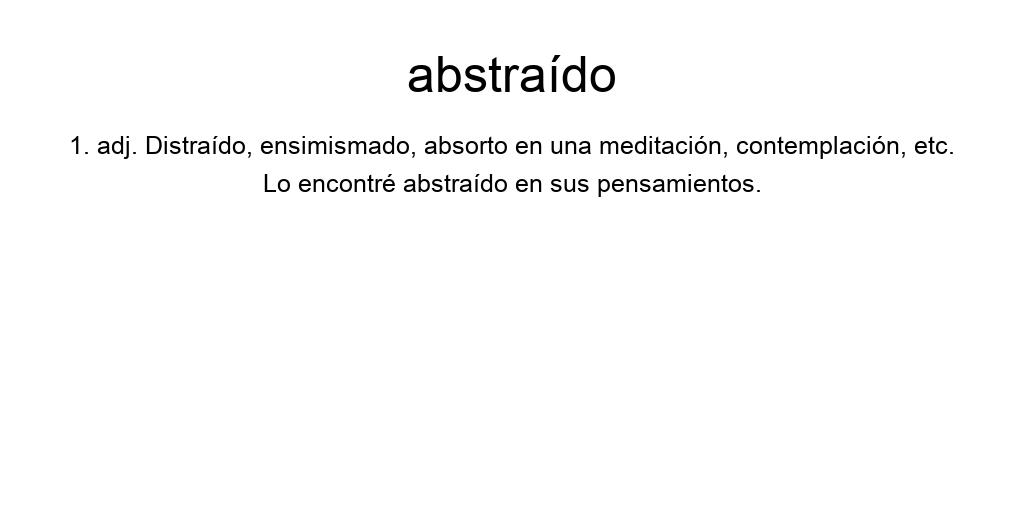 abstraído
1. adj. Distraído, ensimismado, absorto en una meditación, contemplación, etc.
Lo encontré abstraído en sus pensamientos.